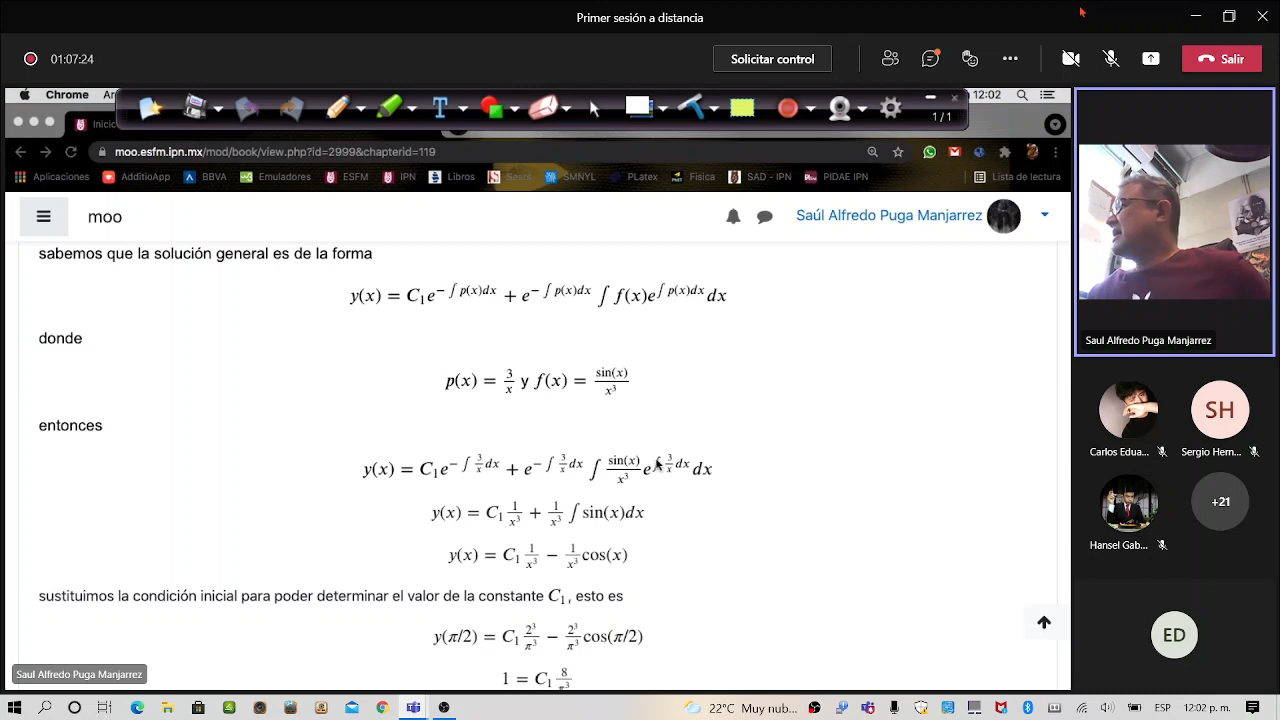 Primer sesión a distancia
01:07:24
Solicitar control
Salir
Chrome
12:02
1 / 1
Inic
moo.esfm.ipn.mx/mod/book/view.php?id=2999&chapterid=119
Aplicaciones
AdditioApp
BBVA
Emuladores
ESFM
IPN
Libros
SMNYL
PLatex
Física
SAD - IPN
PIDAE IPN
Lista de lectura
moo
Saúl Alfredo Puga Manjarrez
sabemos que la solución general es de la forma
y(x) = C₁e^{− ∫ p(x)dx} + e^{− ∫ p(x)dx} ∫ f(x)e^{∫ p(x)dx} dx
donde
p(x) = 3/x y f(x) = sin(x)/x³
entonces
y(x) = C₁e^{− ∫ 3/x dx} + e^{− ∫ 3/x dx} ∫ sin(x)/x³ e^{∫ 3/x dx} dx
y(x) = C₁ 1/x³ + 1/x³ ∫ sin(x)dx
y(x) = C₁ 1/x³ − 1/x³ cos(x)
sustituimos la condición inicial para poder determinar el valor de la constante C₁, esto es
y(π/2) = C₁ 2³/π³ − 2³/π³ cos(π/2)
1 = C₁ 8/π³
Saul Alfredo Puga Manjarrez
Saul Alfredo Puga Manjarrez
SH
Carlos Edua...
Sergio Hern...
+21
Hansel Gab...
ED
22°C Muy nub...
ESP
12:02 p. m.